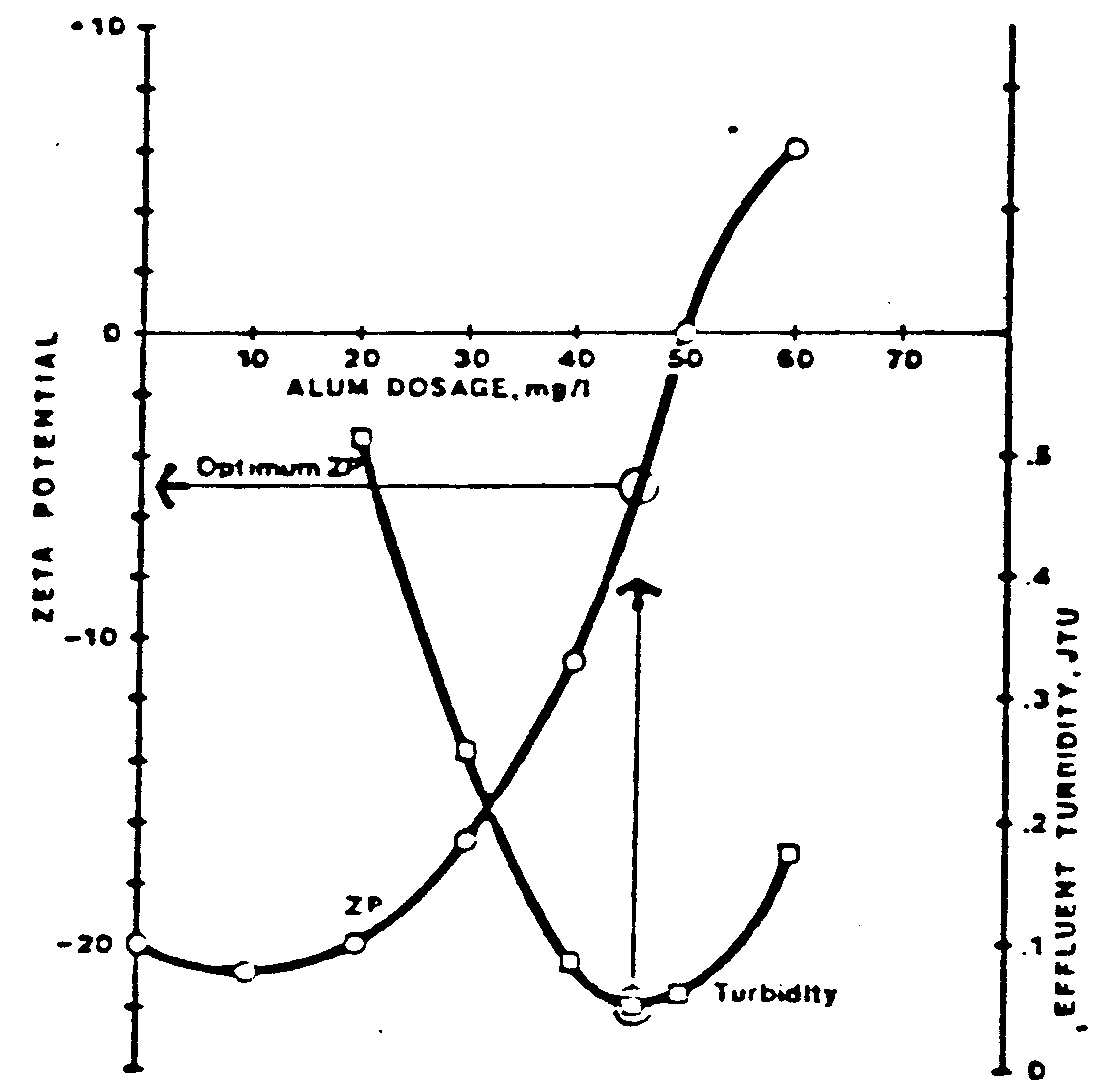 +10
0
10 20 30 40 50 60 70
ALUM DOSAGE, mg/l
ZETA POTENTIAL
Optimum ZP
.5
.4
-10
.3
.2
ZP
-20
.1
Turbidity
, EFFLUENT TURBIDITY, JTU
0